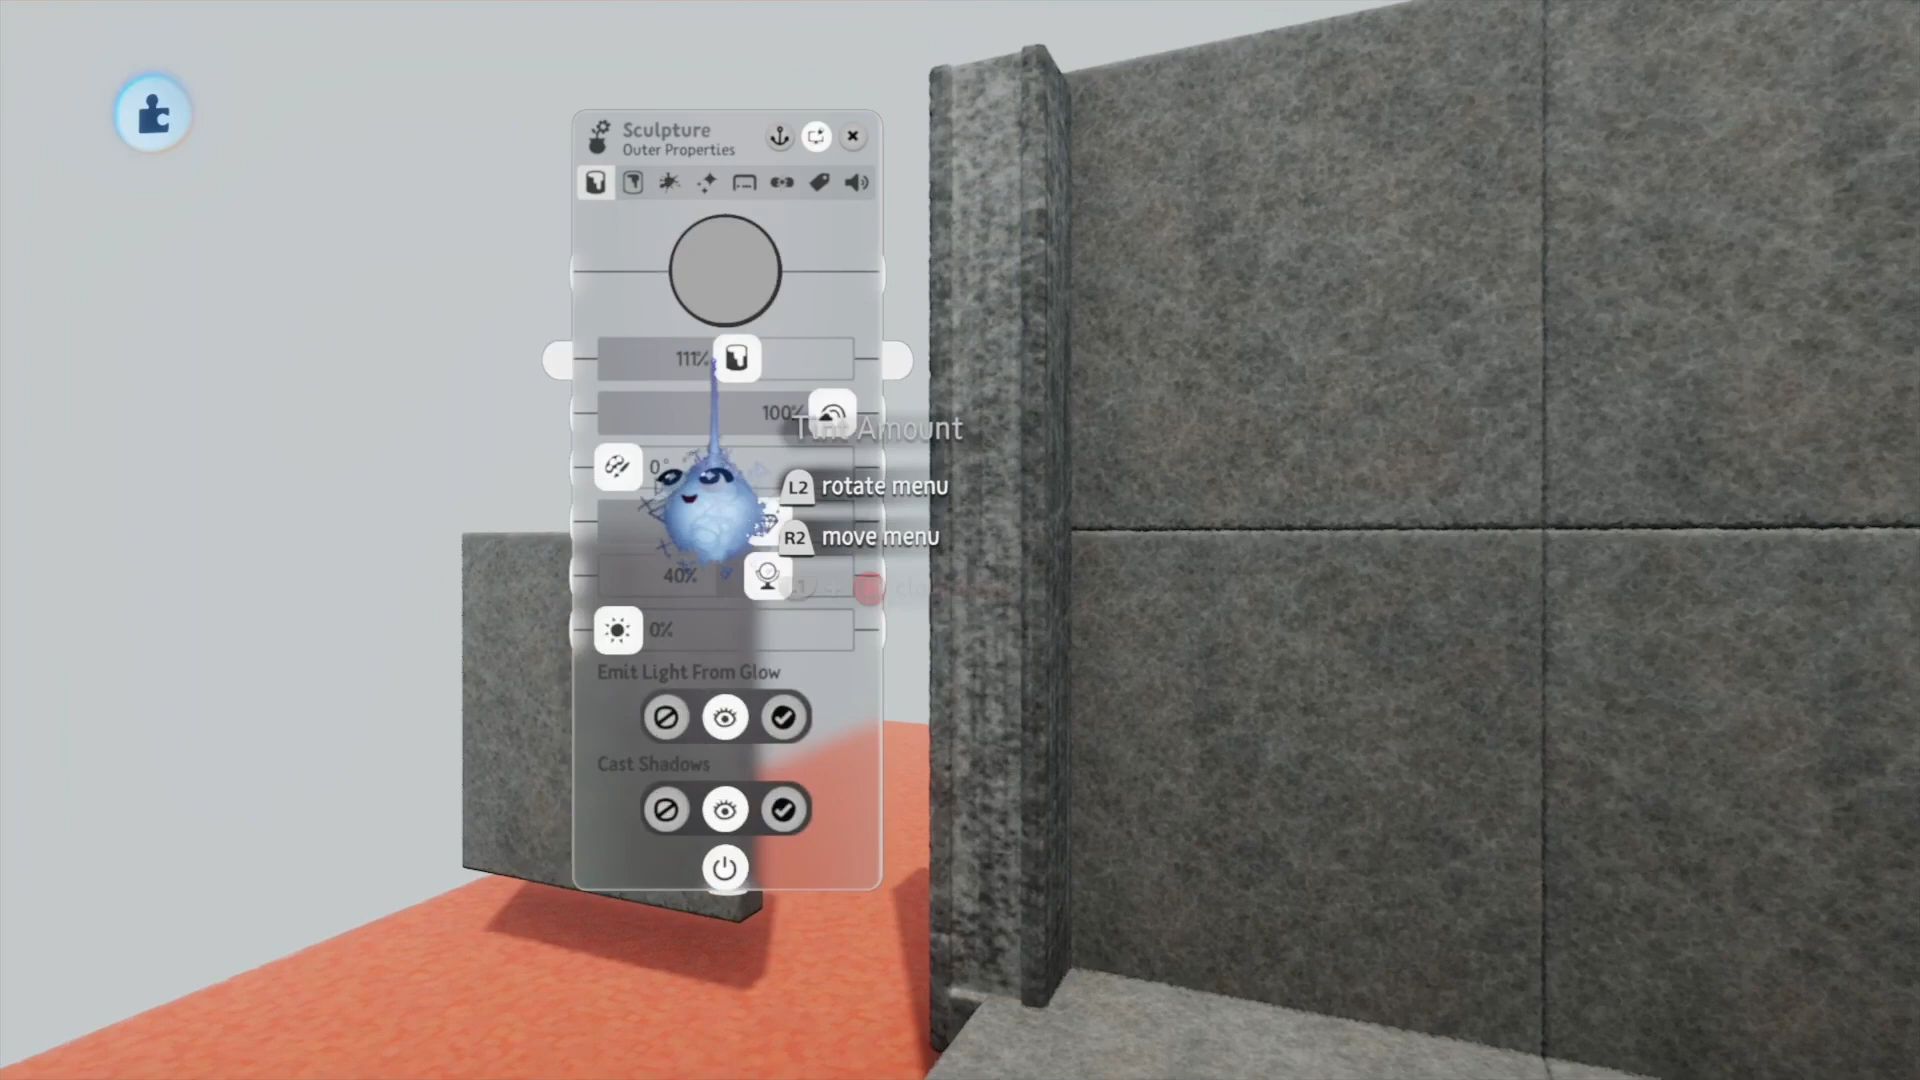 Sculpture
Outer Properties
111%
100%
Tint Amount
0°
L2 rotate menu
R2 move menu
40%
0%
Emit Light From Glow
Cast Shadows